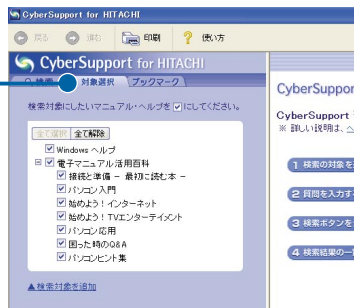 CyberSupport for HITACHI
戻る 進む 印刷 使い方
CyberSupport for HITACHI
検索 対象選択 ブックマーク
検索対象にしたいマニュアル・ヘルプを☑にしてください。
全て選択 全て解除
Windows ヘルプ
電子マニュアル活用百科
接続と準備 - 最初に読む本 -
パソコン入門
始めよう!インターネット
始めよう!TVエンターテイメント
パソコン応用
困った時のQ&A
パソコンヒント集
▲検索対象を追加
CyberSuppor
CyberSupport
※ 詳しい説明は、
1 検索の対象を
2 質問を入力す
3 検索ボタンを
4 検索結果の一